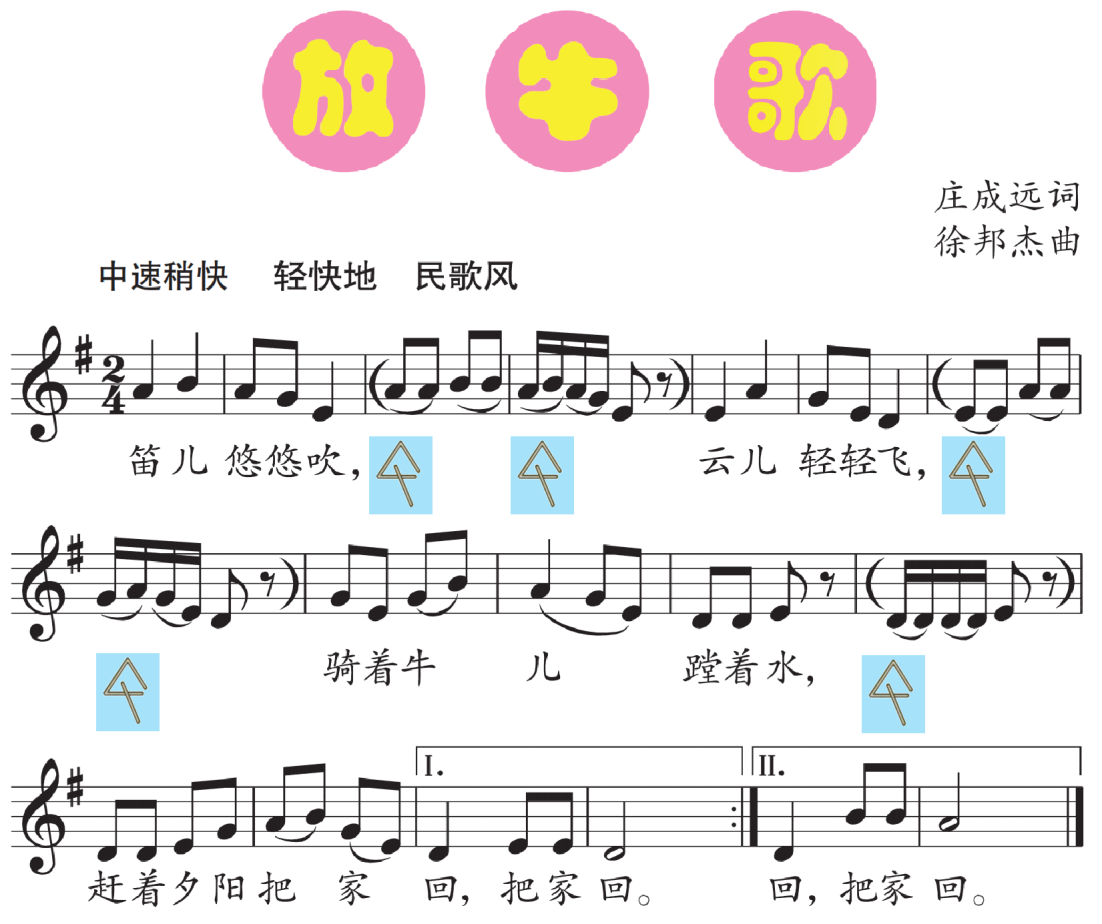 放牛歌
庄成远词
徐邦杰曲
中速稍快 轻快地 民歌风
2
4
笛儿悠悠吹， 云儿轻轻飞，
骑着牛 儿 蹚着水，
I. II.
赶着夕阳把 家 回，把家回。 回，把家回。